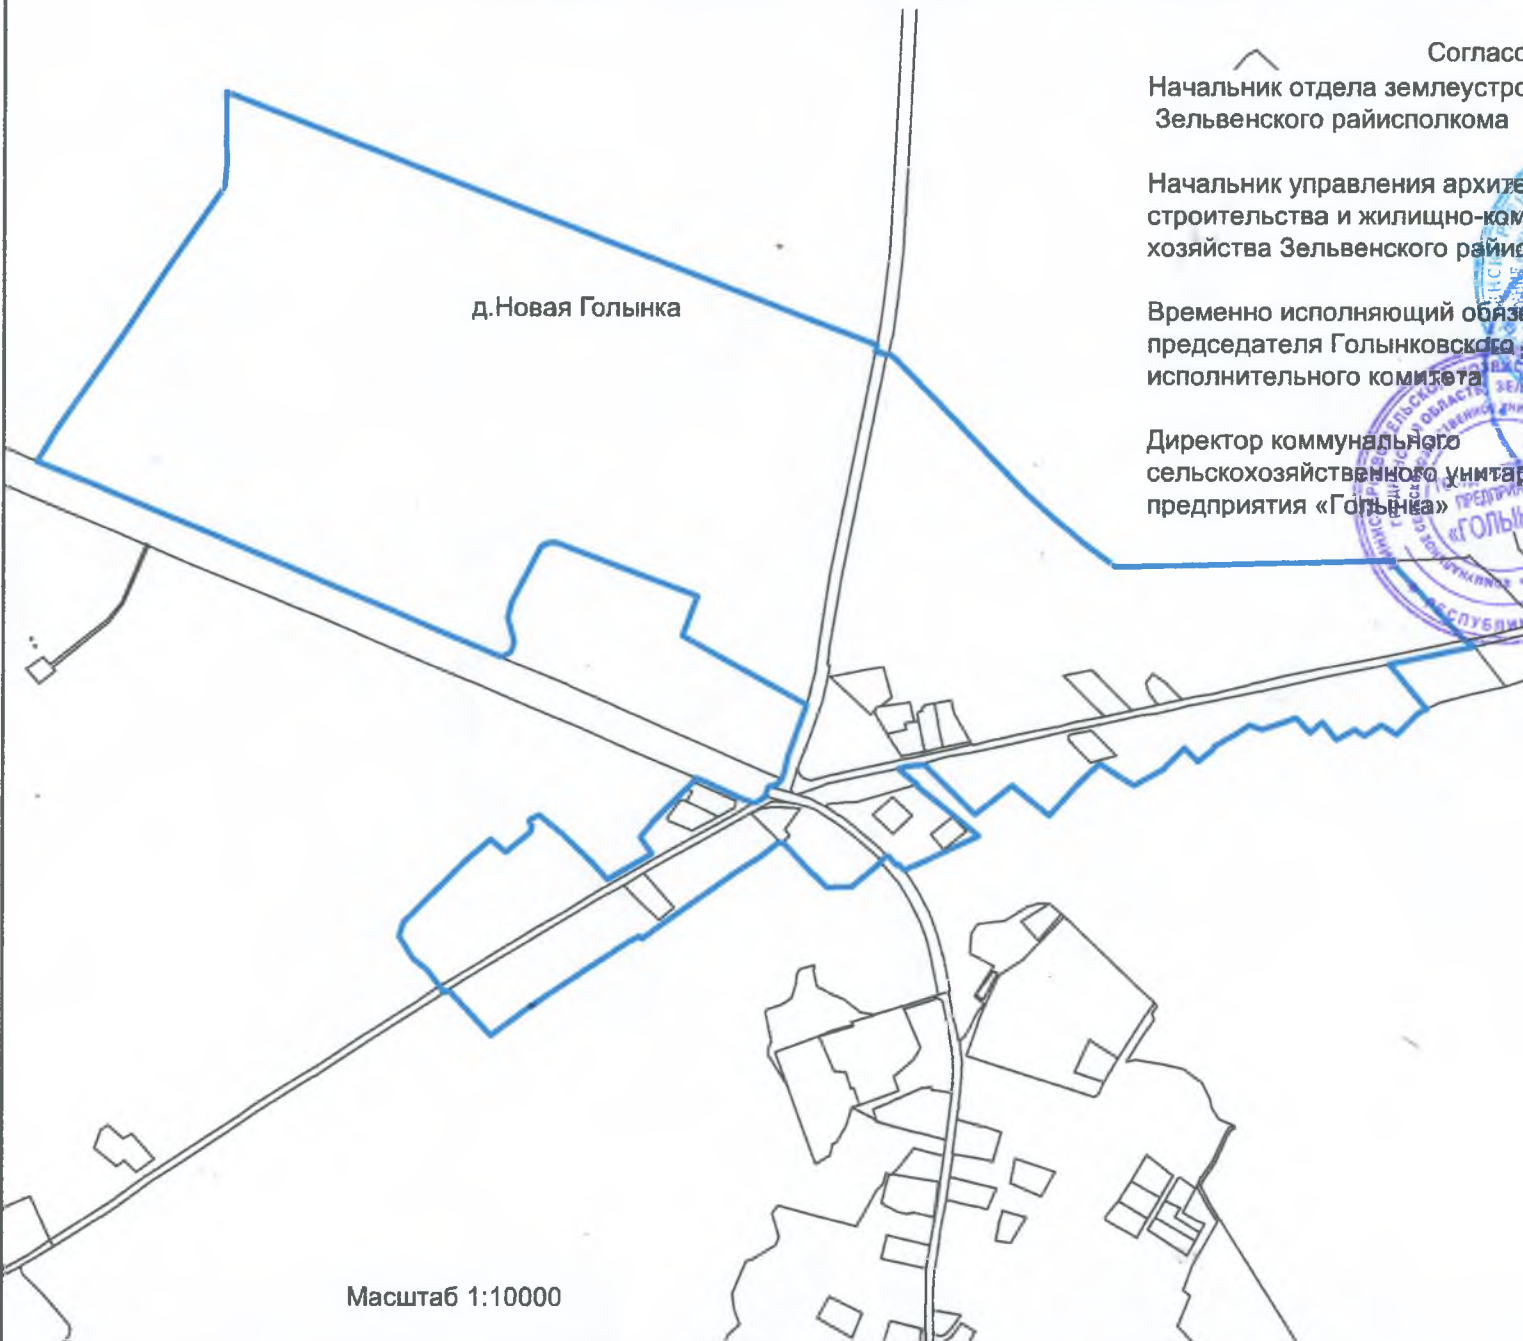 Согласо
Начальник отдела землеустро
Зельвенского райисполкома
Начальник управления архите
строительства и жилищно-ком
хозяйства Зельвенского райис
Временно исполняющий обяз
председателя Голынковского
исполнительного комитета
Директор коммунального
сельскохозяйственного унитар
предприятия «Голынка»
д.Новая Голынка
Масштаб 1:10000